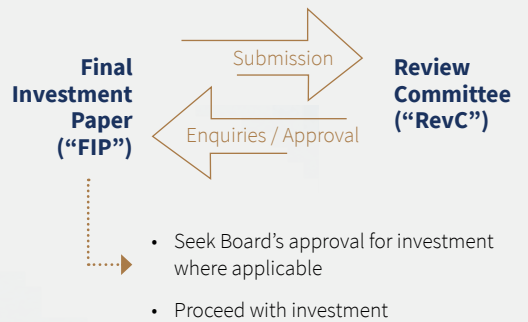 Submission
Final
Investment
Paper
(“FIP”)
Review
Committee
(“RevC”)
Enquiries / Approval
• Seek Board’s approval for investment
where applicable
• Proceed with investment